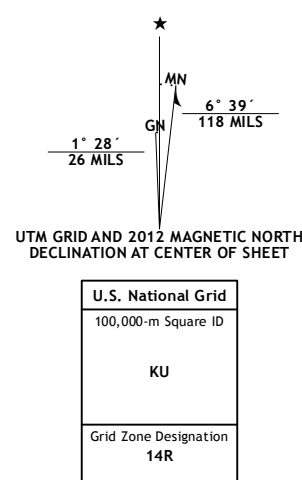 ★
MN
6° 39´
118 MILS
GN
1° 28´
26 MILS
UTM GRID AND 2012 MAGNETIC NORTH
DECLINATION AT CENTER OF SHEET
U.S. National Grid
100,000-m Square ID
KU
Grid Zone Designation
14R